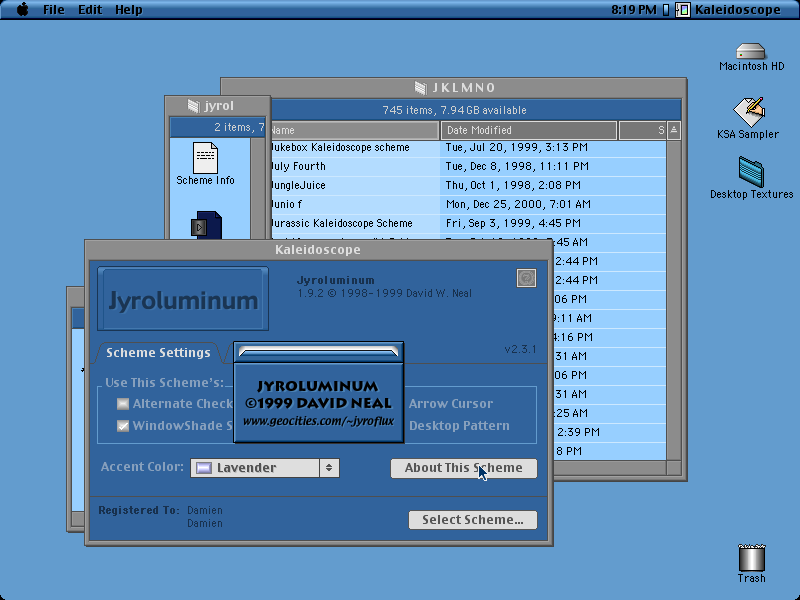 File Edit Help
8:19 PM Kaleidoscope
Macintosh HD
KSA Sampler
Desktop Textures
Trash
JKLMNO
745 items, 7.94 GB available
Name Date Modified S
Jukebox Kaleidoscope scheme Tue, Jul 20, 1999, 3:13 PM
July Fourth Tue, Dec 8, 1998, 11:11 PM
JungleJuice Thu, Oct 1, 1998, 2:08 PM
Junio f Mon, Dec 25, 2000, 7:01 AM
Jurassic Kaleidoscope Scheme Fri, Sep 3, 1999, 4:45 PM
:45 AM
2:44 PM
2:44 PM
06 PM
9:11 AM
4:16 PM
31 AM
06 PM
31 AM
:25 AM
2:39 PM
8 PM
jyrol
2 items, 7
Scheme Info
Kaleidoscope
Jyroluminum
Jyroluminum
1.9.2 © 1998-1999 David W. Neal
v2.3.1
Scheme Settings
Use This Scheme's:
Alternate Check
Arrow Cursor
WindowShade S
Desktop Pattern
JYROLUMINUM
©1999 DAVID NEAL
www.geocities.com/~jyroflux
Accent Color: Lavender
About This Scheme
Registered To: Damien
Damien
Select Scheme...